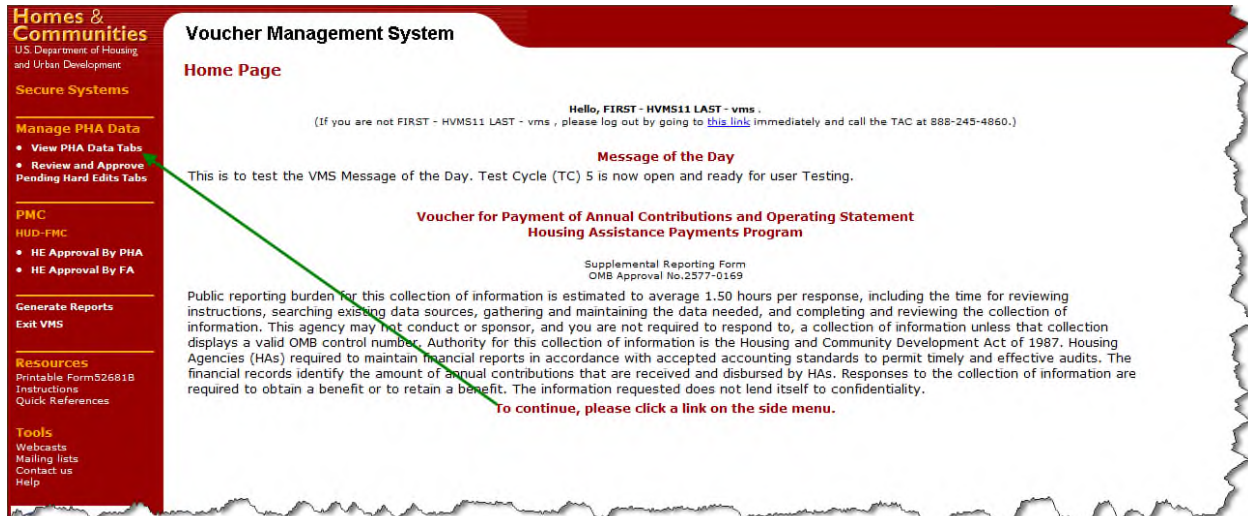 Homes &
Communities
U.S. Department of Housing
and Urban Development
Secure Systems
Manage PHA Data
• View PHA Data Tabs
• Review and Approve
Pending Hard Edits Tabs
PMC
HUD-FMC
• HE Approval By PHA
• HE Approval By FA
Generate Reports
Exit VMS
Resources
Printable Form52681B
Instructions
Quick References
Tools
Webcasts
Mailing lists
Contact us
Help
Voucher Management System
Home Page
Hello, FIRST - HVMS11 LAST - vms .
(If you are not FIRST - HVMS11 LAST - vms , please log out by going to this link immediately and call the TAC at 888-245-4860.)
Message of the Day
This is to test the VMS Message of the Day. Test Cycle (TC) 5 is now open and ready for user Testing.
Voucher for Payment of Annual Contributions and Operating Statement
Housing Assistance Payments Program
Supplemental Reporting Form
OMB Approval No.2577-0169
Public reporting burden for this collection of information is estimated to average 1.50 hours per response, including the time for reviewing
instructions, searching existing data sources, gathering and maintaining the data needed, and completing and reviewing the collection of
information. This agency may not conduct or sponsor, and you are not required to respond to, a collection of information unless that collection
displays a valid OMB control number. Authority for this collection of information is the Housing and Community Development Act of 1987. Housing
Agencies (HAs) required to maintain financial reports in accordance with accepted accounting standards to permit timely and effective audits. The
financial records identify the amount of annual contributions that are received and disbursed by HAs. Responses to the collection of information are
required to obtain a benefit or to retain a benefit. The information requested does not lend itself to confidentiality.
To continue, please click a link on the side menu.